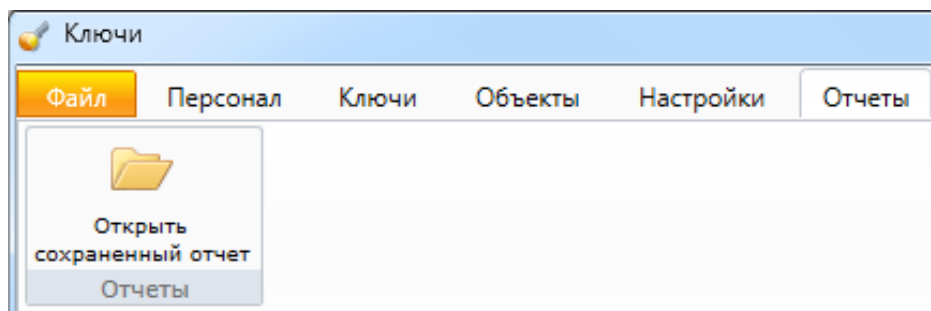 Ключи
Файл Персонал Ключи Объекты Настройки Отчеты
Открыть
сохраненный отчет
Отчеты